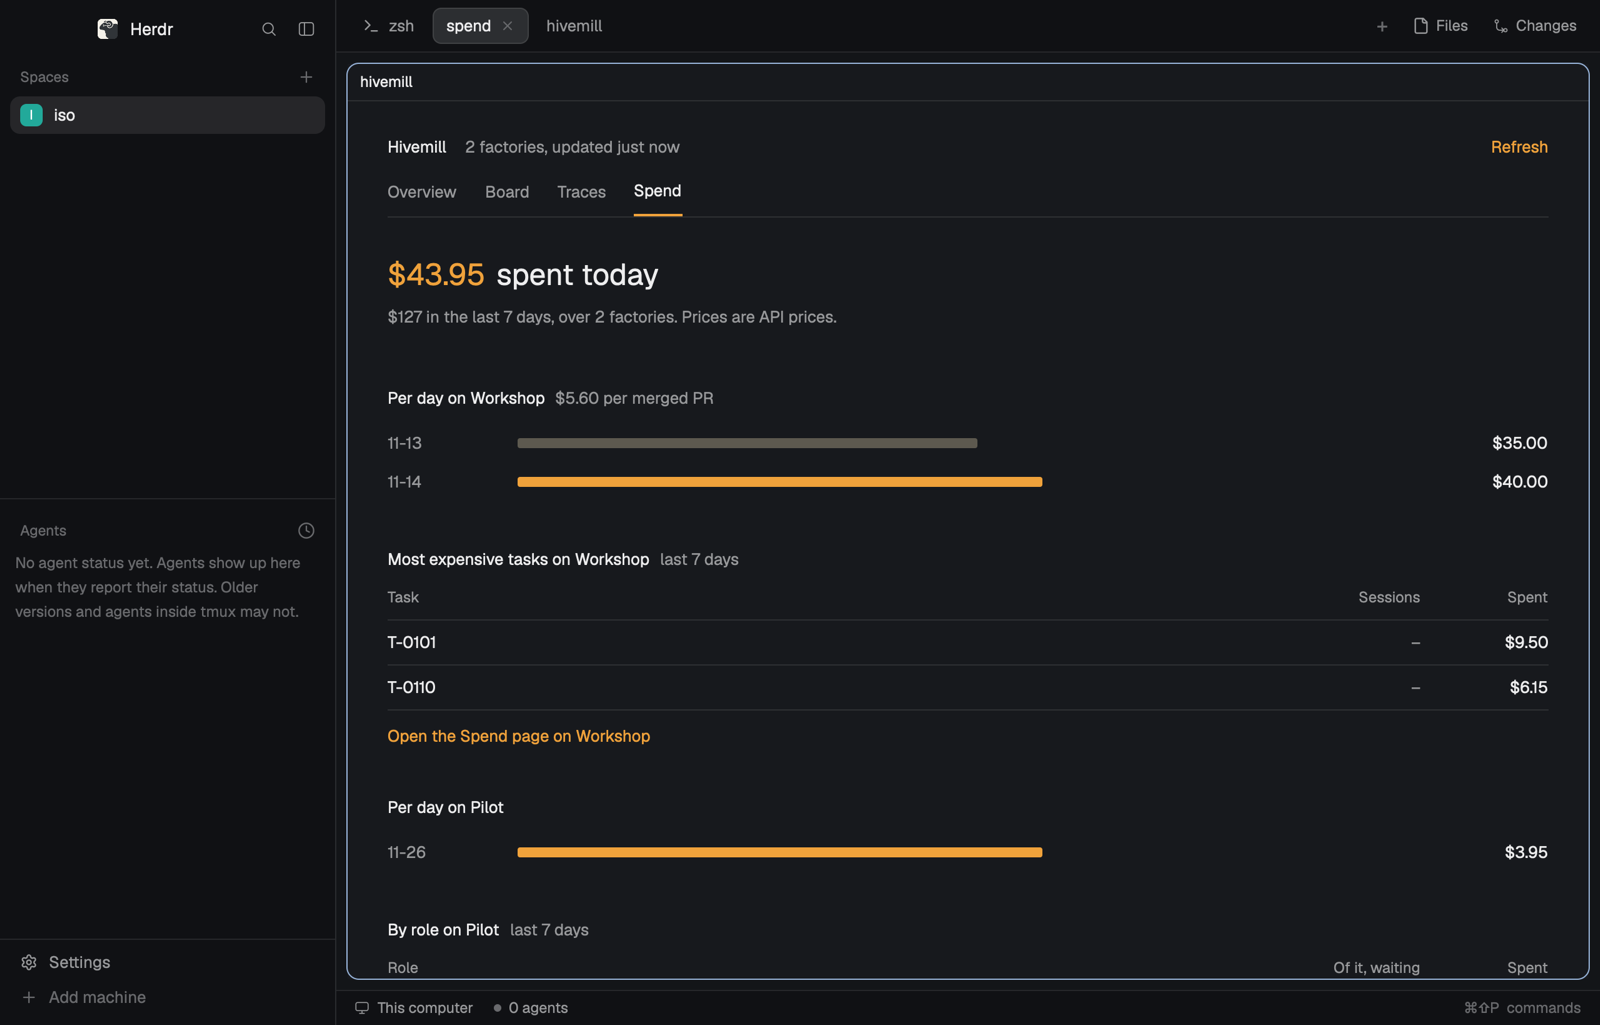 Herdr
Spaces
I iso
Agents
No agent status yet. Agents show up here
when they report their status. Older
versions and agents inside tmux may not.
Settings
Add machine
zsh
spend
hivemill
Files
Changes
hivemill
Hivemill 2 factories, updated just now
Refresh
Overview Board Traces Spend
$43.95 spent today
$127 in the last 7 days, over 2 factories. Prices are API prices.
Per day on Workshop $5.60 per merged PR
11-13 $35.00
11-14 $40.00
Most expensive tasks on Workshop last 7 days
Task Sessions Spent
T-0101 – $9.50
T-0110 – $6.15
Open the Spend page on Workshop
Per day on Pilot
11-26 $3.95
By role on Pilot last 7 days
Role Of it, waiting Spent
This computer 0 agents
⌘⇧P commands